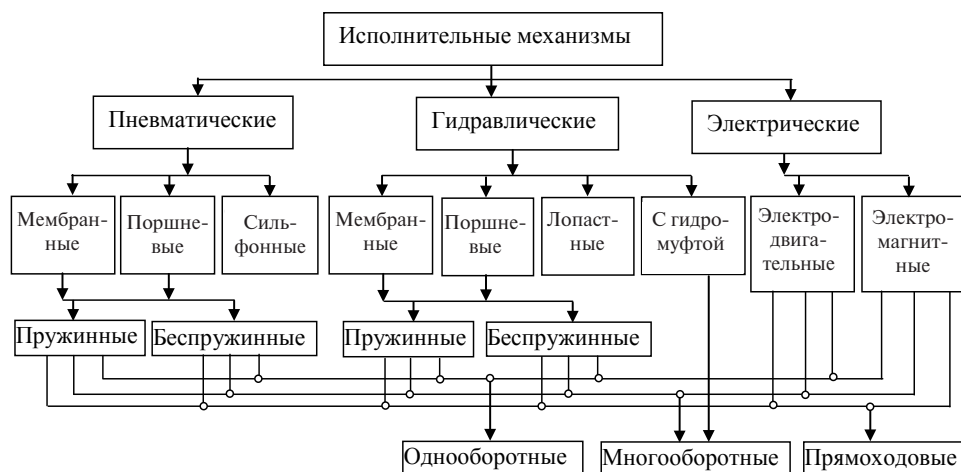 Исполнительные механизмы
Пневматические
Гидравлические
Электрические
Мембран-
ные
Поршне-
вые
Силь-
фонные
Мембран-
ные
Поршне-
вые
Лопаст-
ные
С гидро-
муфтой
Электро-
двига-
тельные
Электро-
магнит-
ные
Пружинные
Беспружинные
Пружинные
Беспружинные
Однооборотные
Многооборотные
Прямоходовые